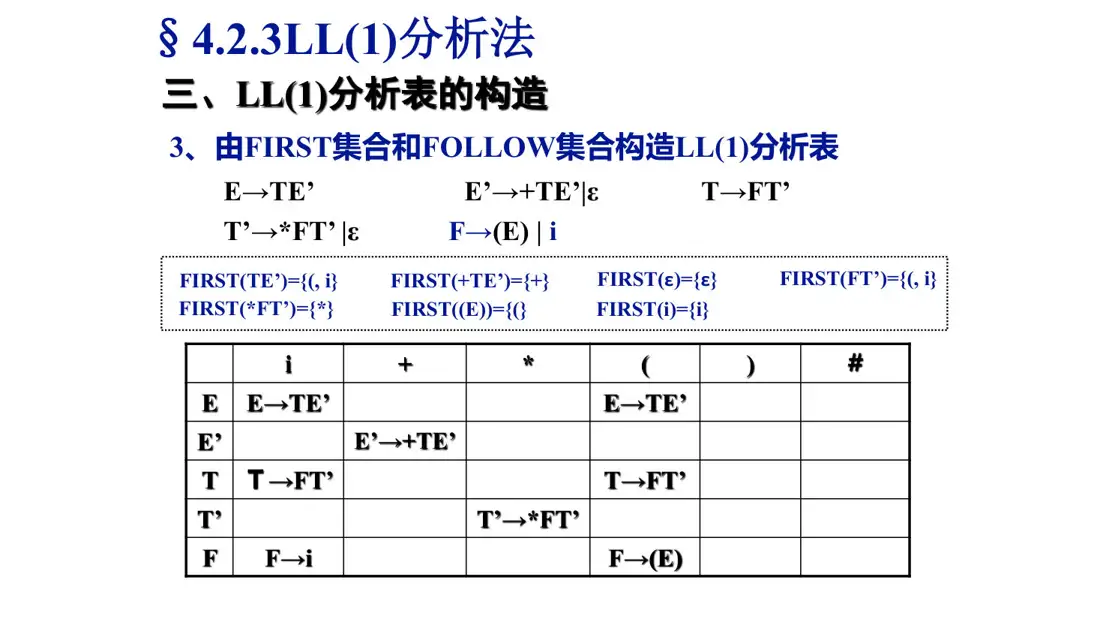 §4.2.3LL(1)分析法
三、LL(1)分析表的构造
3、由FIRST集合和FOLLOW集合构造LL(1)分析表
E→TE’ E’→+TE’|ε T→FT’
T’→*FT’ |ε F→(E) | i
FIRST(TE’)={(, i} FIRST(+TE’)={+} FIRST(ε)={ε} FIRST(FT’)={(, i}
FIRST(*FT’)={*} FIRST((E))={(} FIRST(i)={i}
i + * ( ) #
E E→TE’ E→TE’
E’ E’→+TE’
T T→FT’ T→FT’
T’ T’→*FT’
F F→i F→(E)